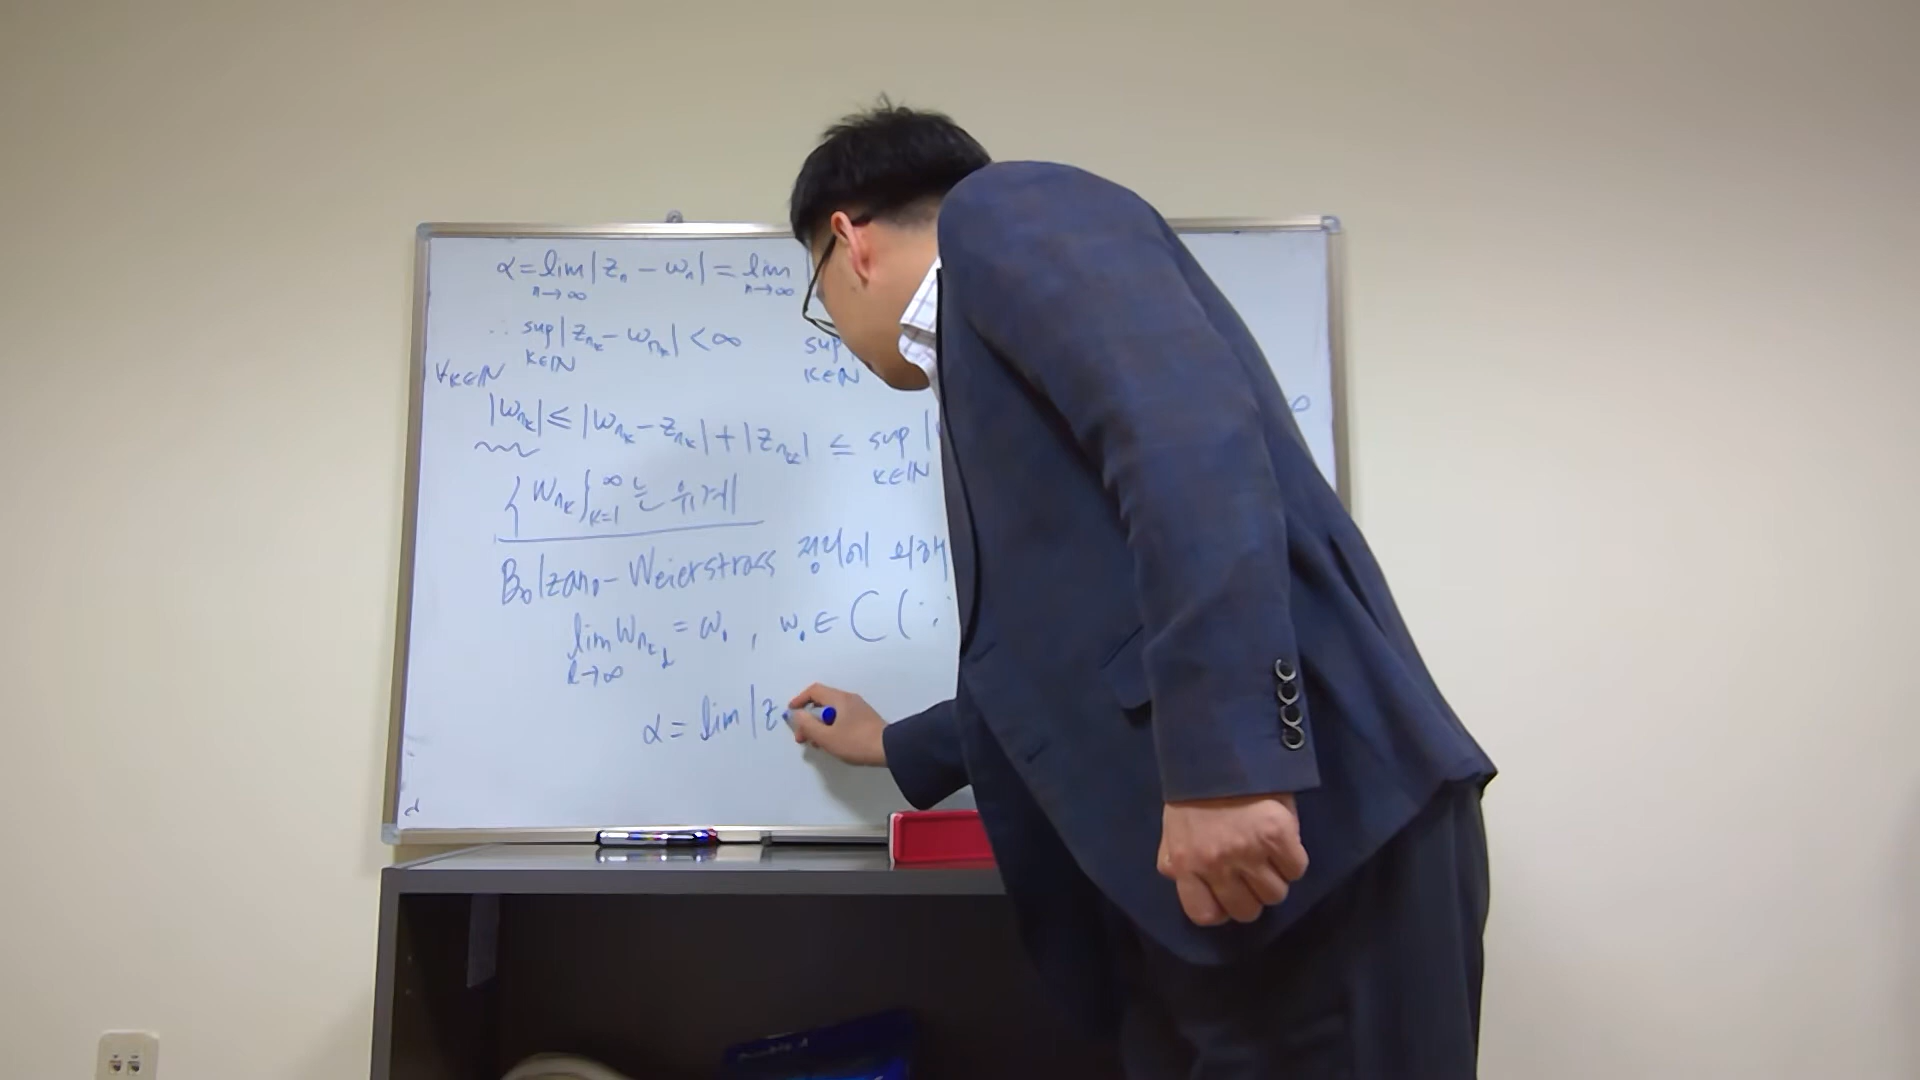 α = lim |z_n - w_n| = lim
n→∞ n→∞
∴ sup |z_{n_k} - w_{n_k}| < ∞ sup
k∈ℕ k∈ℕ
∀k∈ℕ
|w_{n_k}| ≤ |w_{n_k} - z_{n_k}| + |z_{n_k}| ≤ sup |
k∈ℕ
{w_{n_k}}_{k=1}^∞ 는 유계
Bolzano-Weierstrass 정리에 의해
lim w_{n_{k_l}} = w_0 , w_0 ∈ C (∵
l→∞
α = lim |z